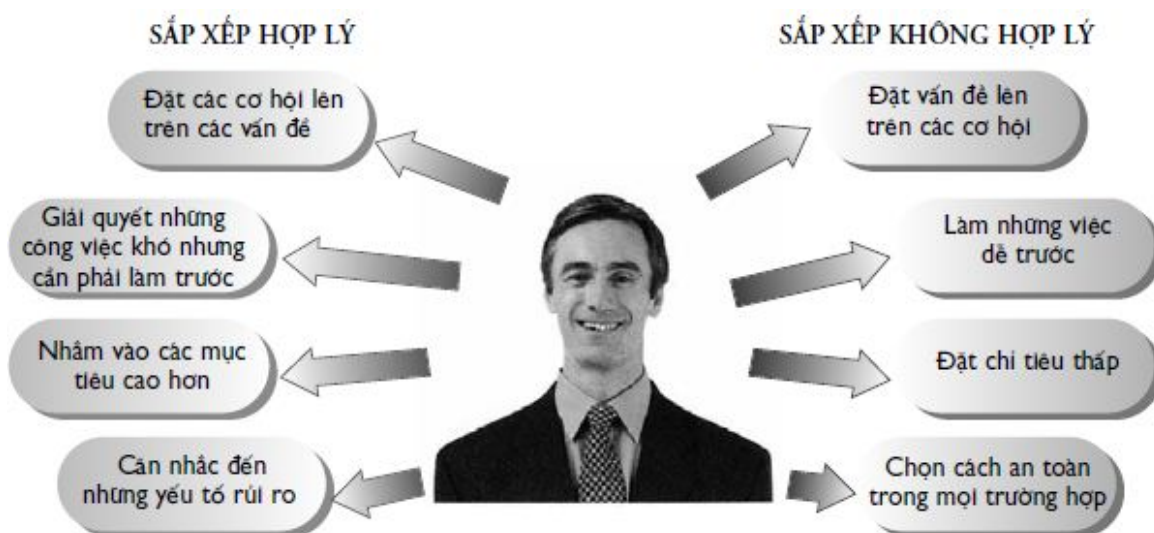 SẮP XẾP HỢP LÝ
Đặt các cơ hội lên
trên các vấn đề
Giải quyết những
công việc khó nhưng
cần phải làm trước
Nhắm vào các mục
tiêu cao hơn
Cân nhắc đến
những yếu tố rủi ro
SẮP XẾP KHÔNG HỢP LÝ
Đặt vấn đề lên
trên các cơ hội
Làm những việc
dễ trước
Đặt chỉ tiêu thấp
Chọn cách an toàn
trong mọi trường hợp